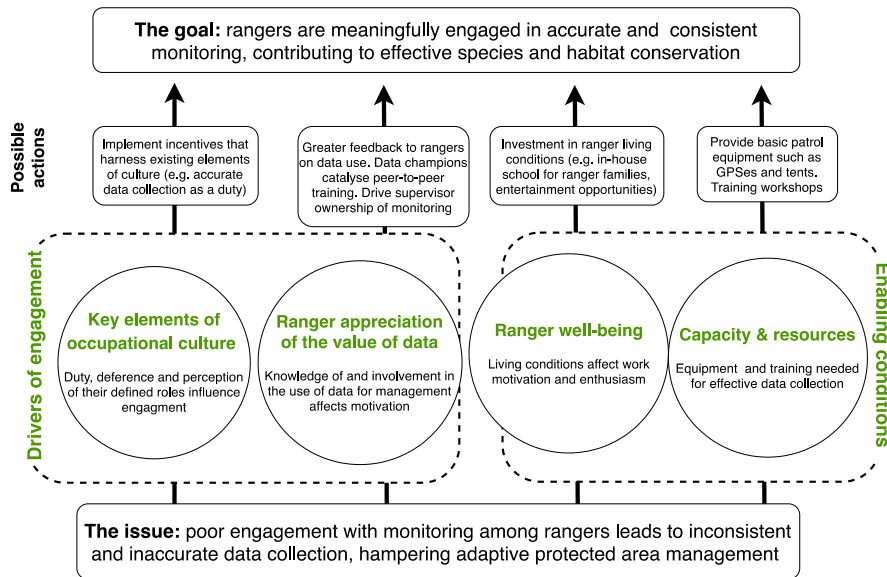 The goal: rangers are meaningfully engaged in accurate and consistent
monitoring, contributing to effective species and habitat conservation
Possible
actions
Implement incentives that
harness existing elements
of culture (e.g. accurate
data collection as a duty)
Greater feedback to rangers
on data use. Data champions
catalyse peer-to-peer
training. Drive supervisor
ownership of monitoring
Investment in ranger living
conditions (e.g. in-house
school for ranger families,
entertainment opportunities)
Provide basic patrol
equipment such as
GPSes and tents.
Training workshops
Drivers of engagement
Key elements of
occupational culture
Duty, deference and perception
of their defined roles influence
engagment
Ranger appreciation
of the value of data
Knowledge of and involvement in
the use of data for management
affects motivation
Ranger well-being
Living conditions affect work
motivation and enthusiasm
Capacity & resources
Equipment and training needed
for effective data collection
Enabling conditions
The issue: poor engagement with monitoring among rangers leads to inconsistent
and inaccurate data collection, hampering adaptive protected area management